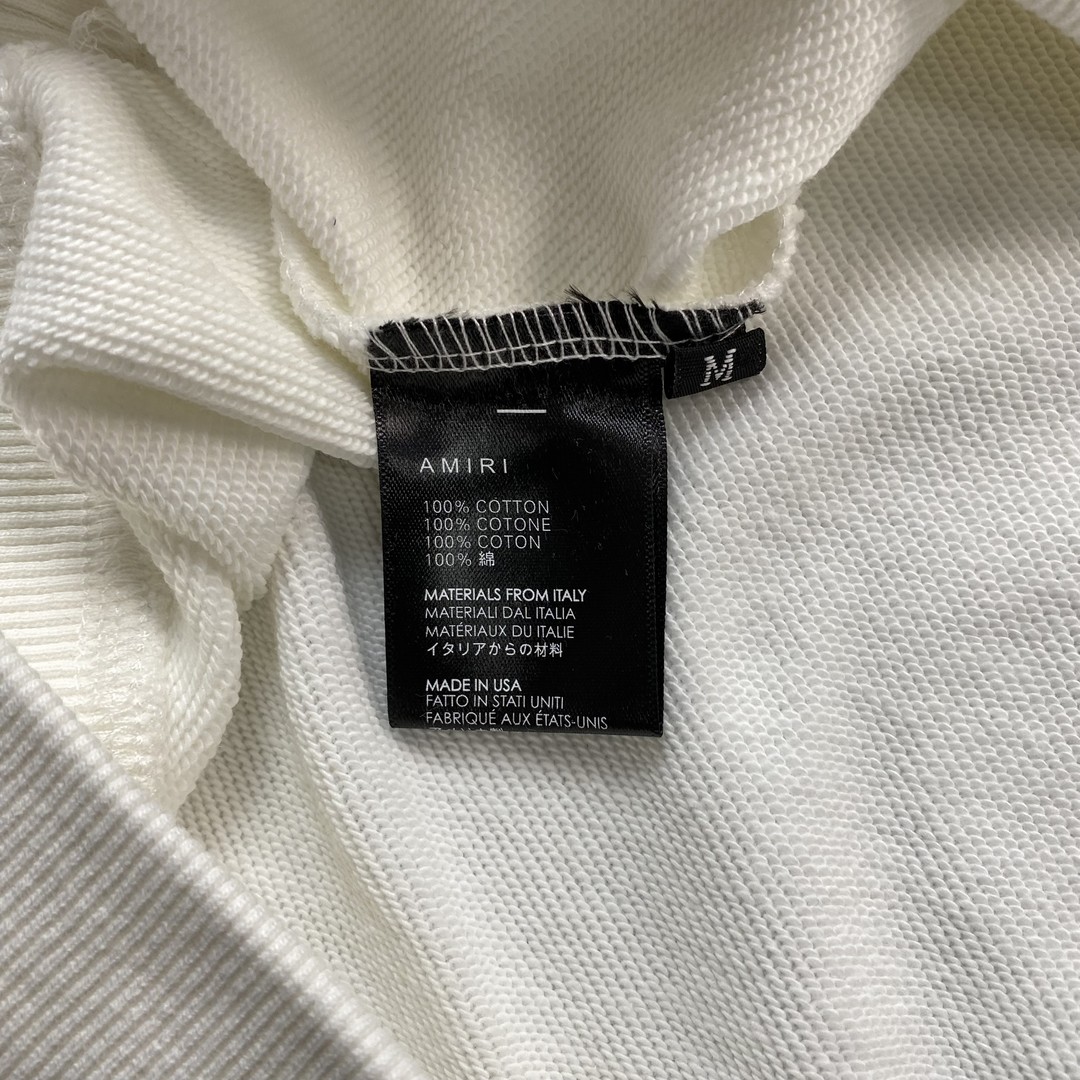 M
AMIRI
100% COTTON
100% COTONE
100% COTON
100% 綿
MATERIALS FROM ITALY
MATERIALI DAL ITALIA
MATÉRIAUX DU ITALIE
イタリアからの材料
MADE IN USA
FATTO IN STATI UNITI
FABRIQUÉ AUX ÉTATS-UNIS